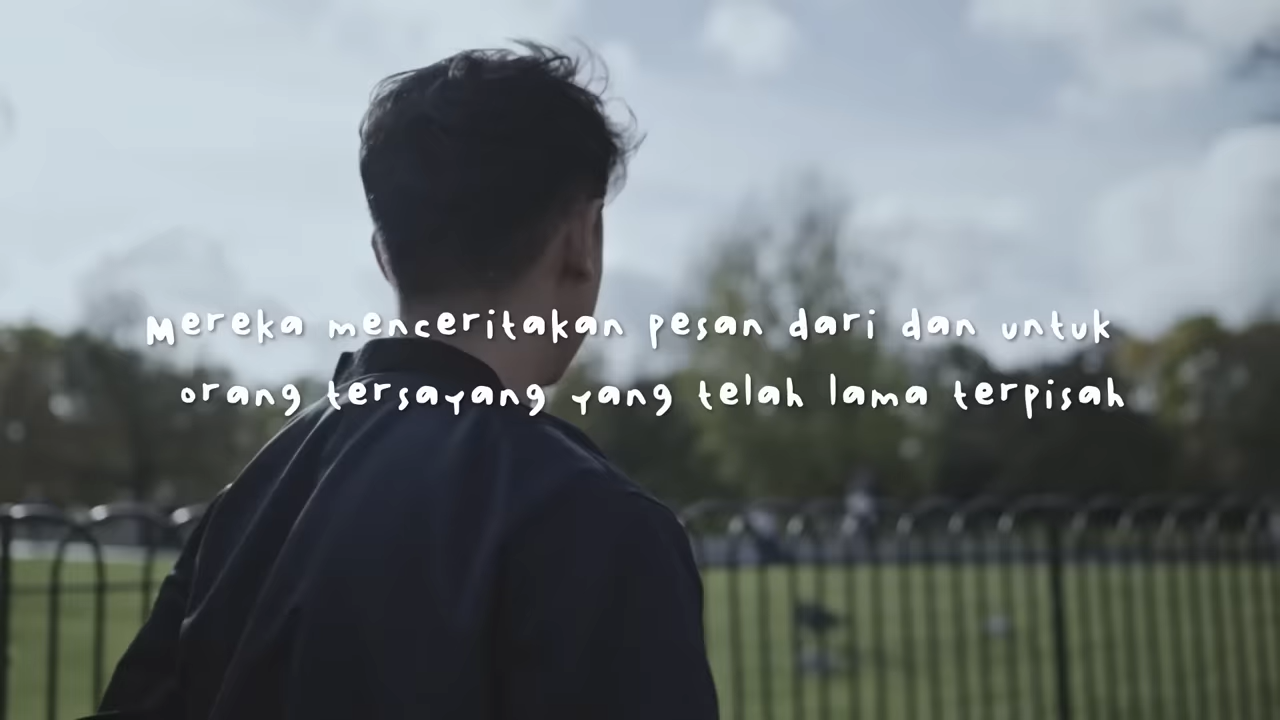 Mereka menceritakan pesan dari dan untuk
orang tersayang yang telah lama terpisah